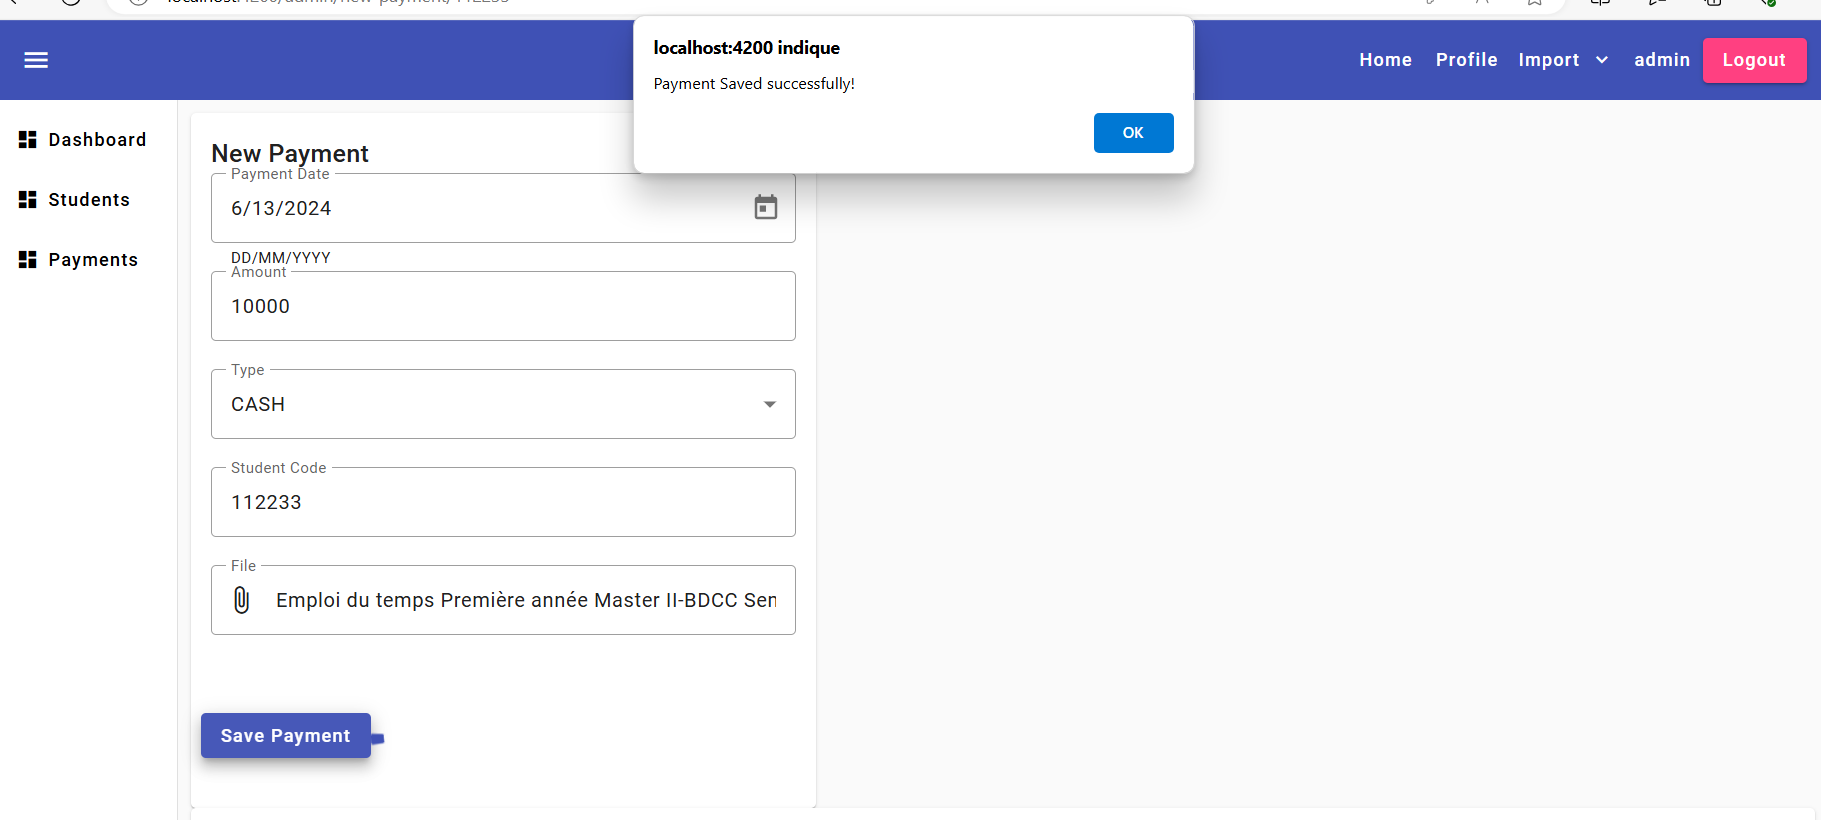 localhost:4200 indique
Payment Saved successfully!
OK
Home Profile Import admin Logout
Dashboard
Students
Payments
New Payment
Payment Date
6/13/2024
DD/MM/YYYY
Amount
10000
Type
CASH
Student Code
112233
File
Emploi du temps Première année Master II-BDCC Sen
Save Payment